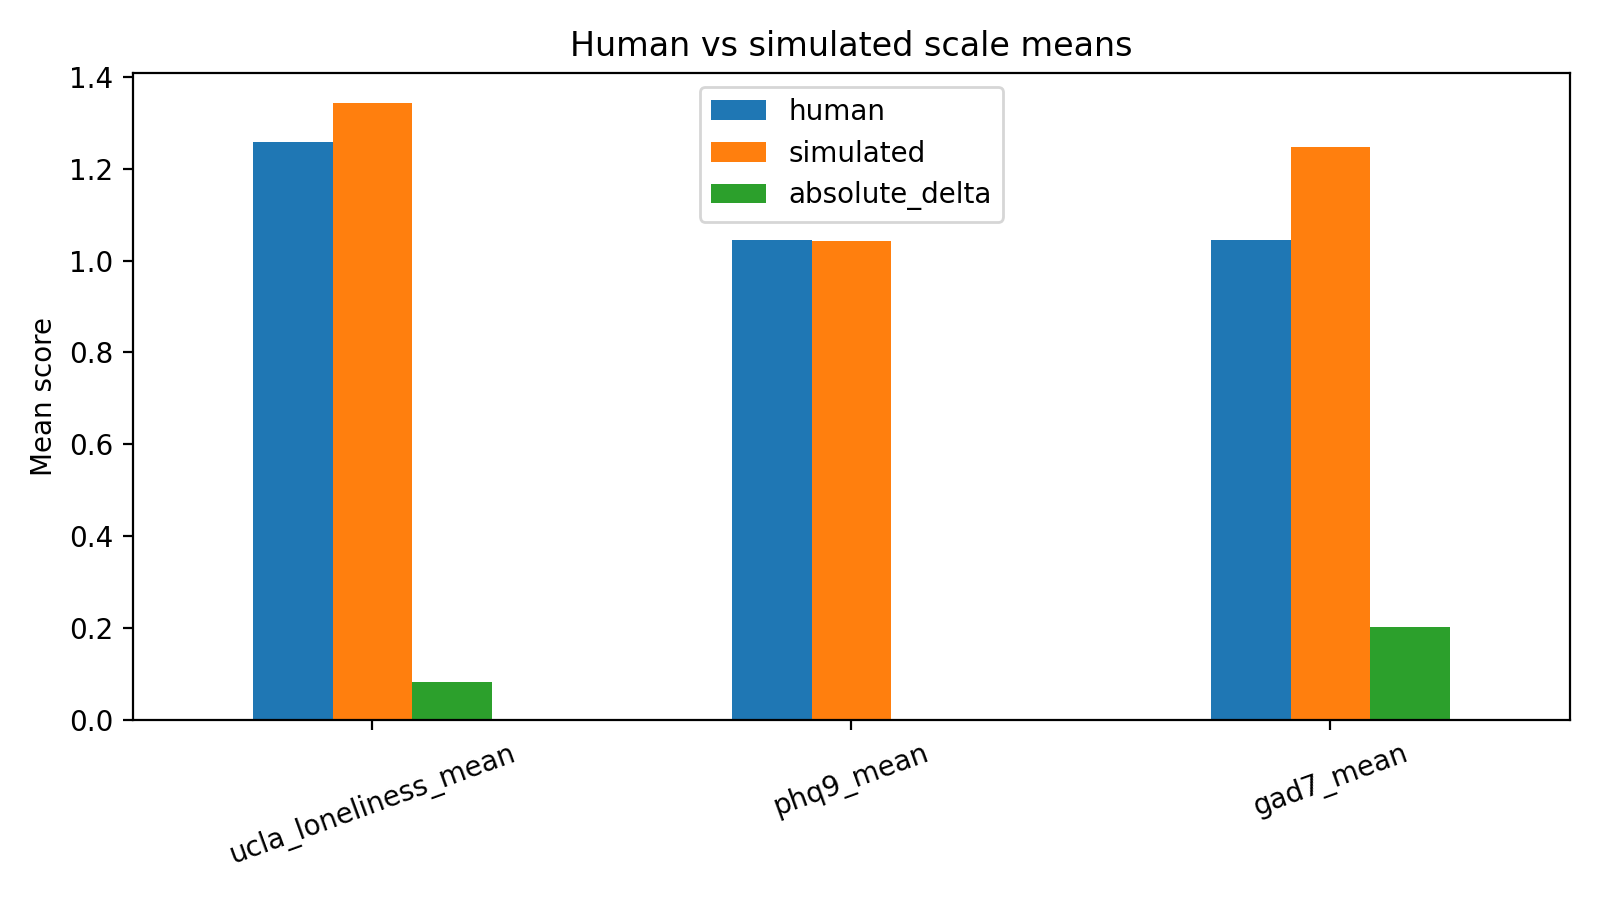 Human vs simulated scale means
human
simulated
absolute_delta
Mean score
1.4
1.2
1.0
0.8
0.6
0.4
0.2
0.0
ucla_loneliness_mean
phq9_mean
gad7_mean